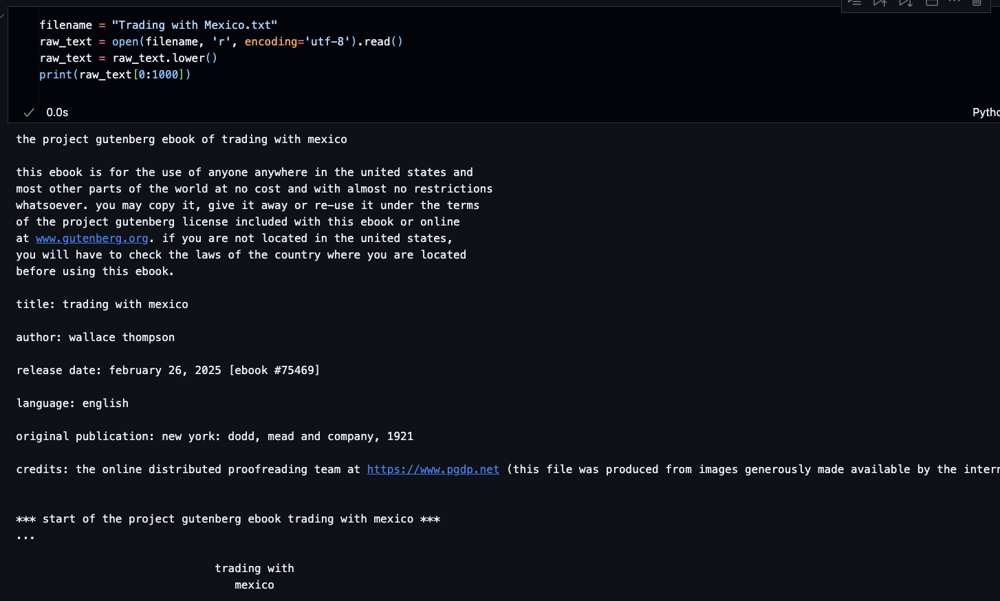 filename = "Trading with Mexico.txt"
raw_text = open(filename, 'r', encoding='utf-8').read()
raw_text = raw_text.lower()
print(raw_text[0:1000])
0.0s
the project gutenberg ebook of trading with mexico
this ebook is for the use of anyone anywhere in the united states and
most other parts of the world at no cost and with almost no restrictions
whatsoever. you may copy it, give it away or re-use it under the terms
of the project gutenberg license included with this ebook or online
at www.gutenberg.org. if you are not located in the united states,
you will have to check the laws of the country where you are located
before using this ebook.
title: trading with mexico
author: wallace thompson
release date: february 26, 2025 [ebook #75469]
language: english
original publication: new york: dodd, mead and company, 1921
credits: the online distributed proofreading team at https://www.pgdp.net (this file was produced from images generously made available by the
*** start of the project gutenberg ebook trading with mexico ***
...
trading with
mexico